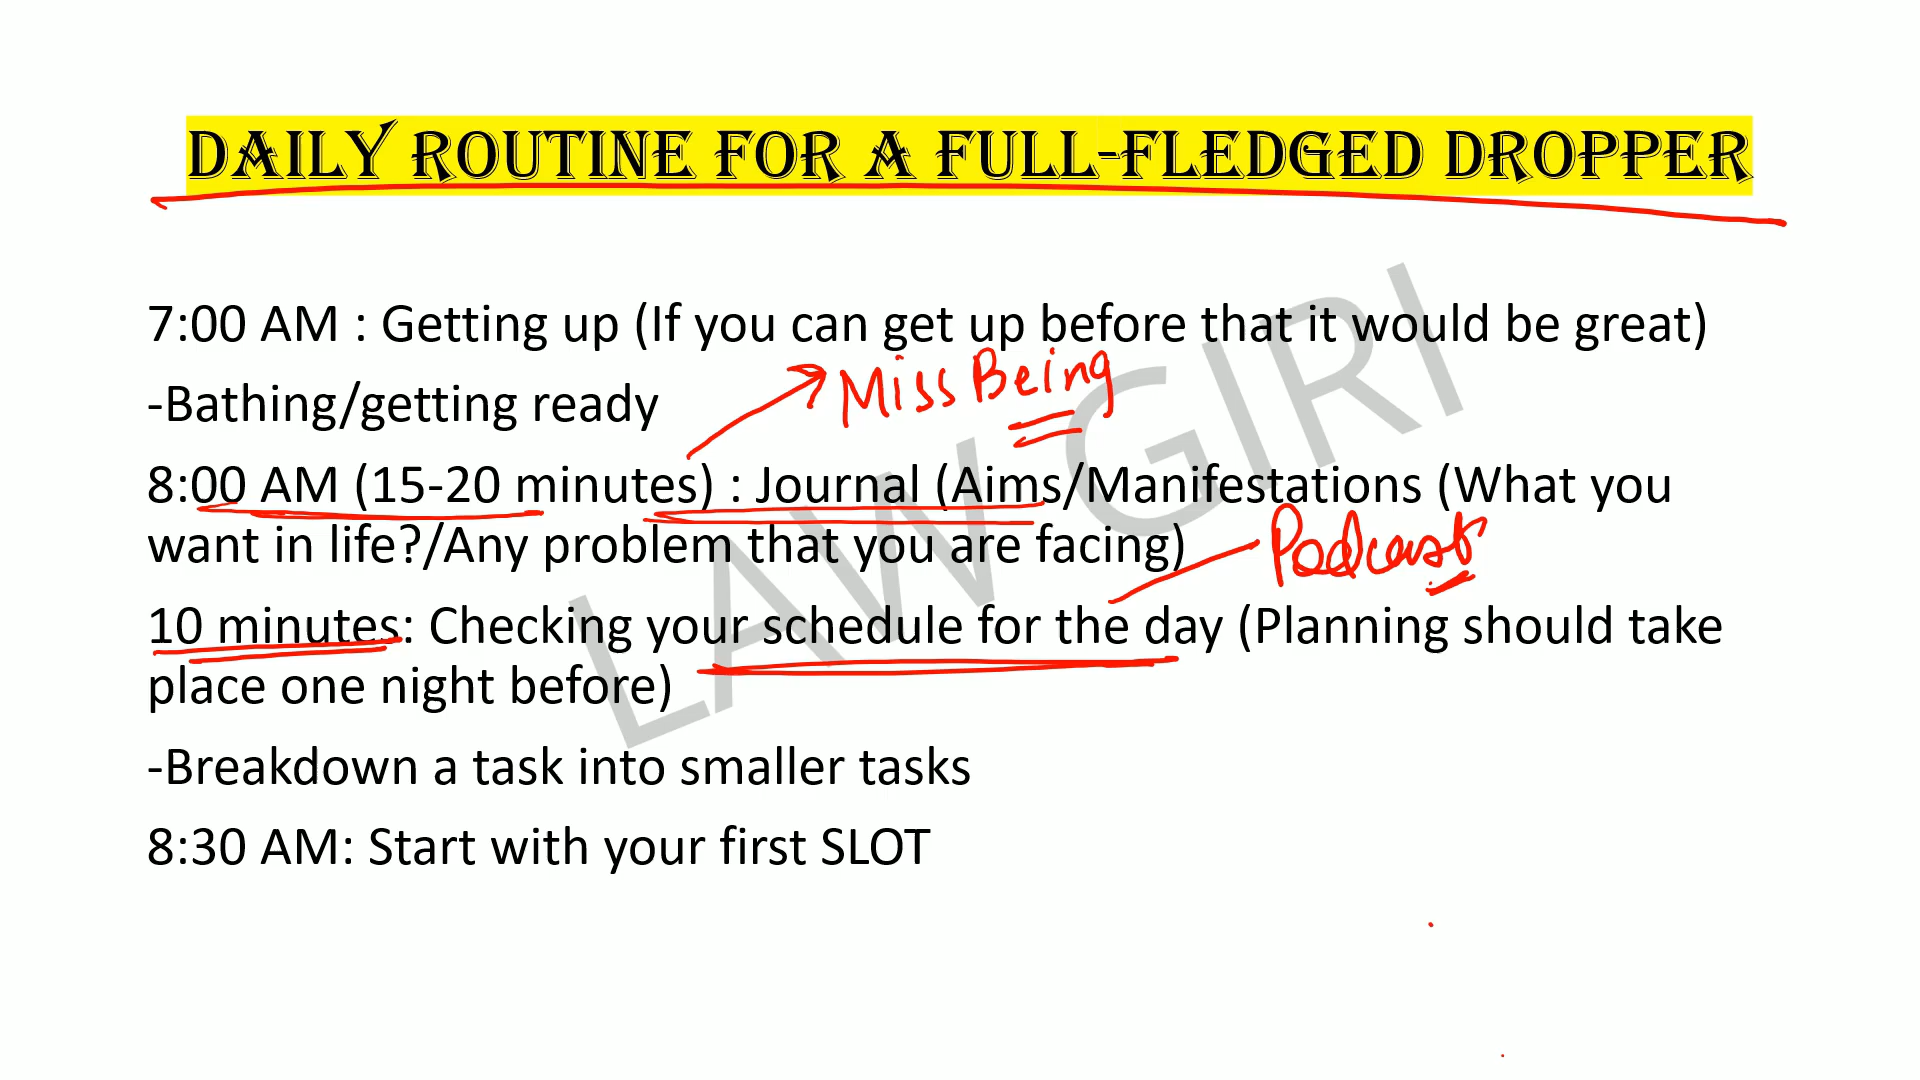 DAILY ROUTINE FOR A FULL-FLEDGED DROPPER
7:00 AM : Getting up (If you can get up before that it would be great)
Miss Being
-Bathing/getting ready
8:00 AM (15-20 minutes) : Journal (Aims/Manifestations (What you
want in life?/Any problem that you are facing)
Podcast
10 minutes: Checking your schedule for the day (Planning should take
place one night before)
-Breakdown a task into smaller tasks
8:30 AM: Start with your first SLOT
LAW GIRI